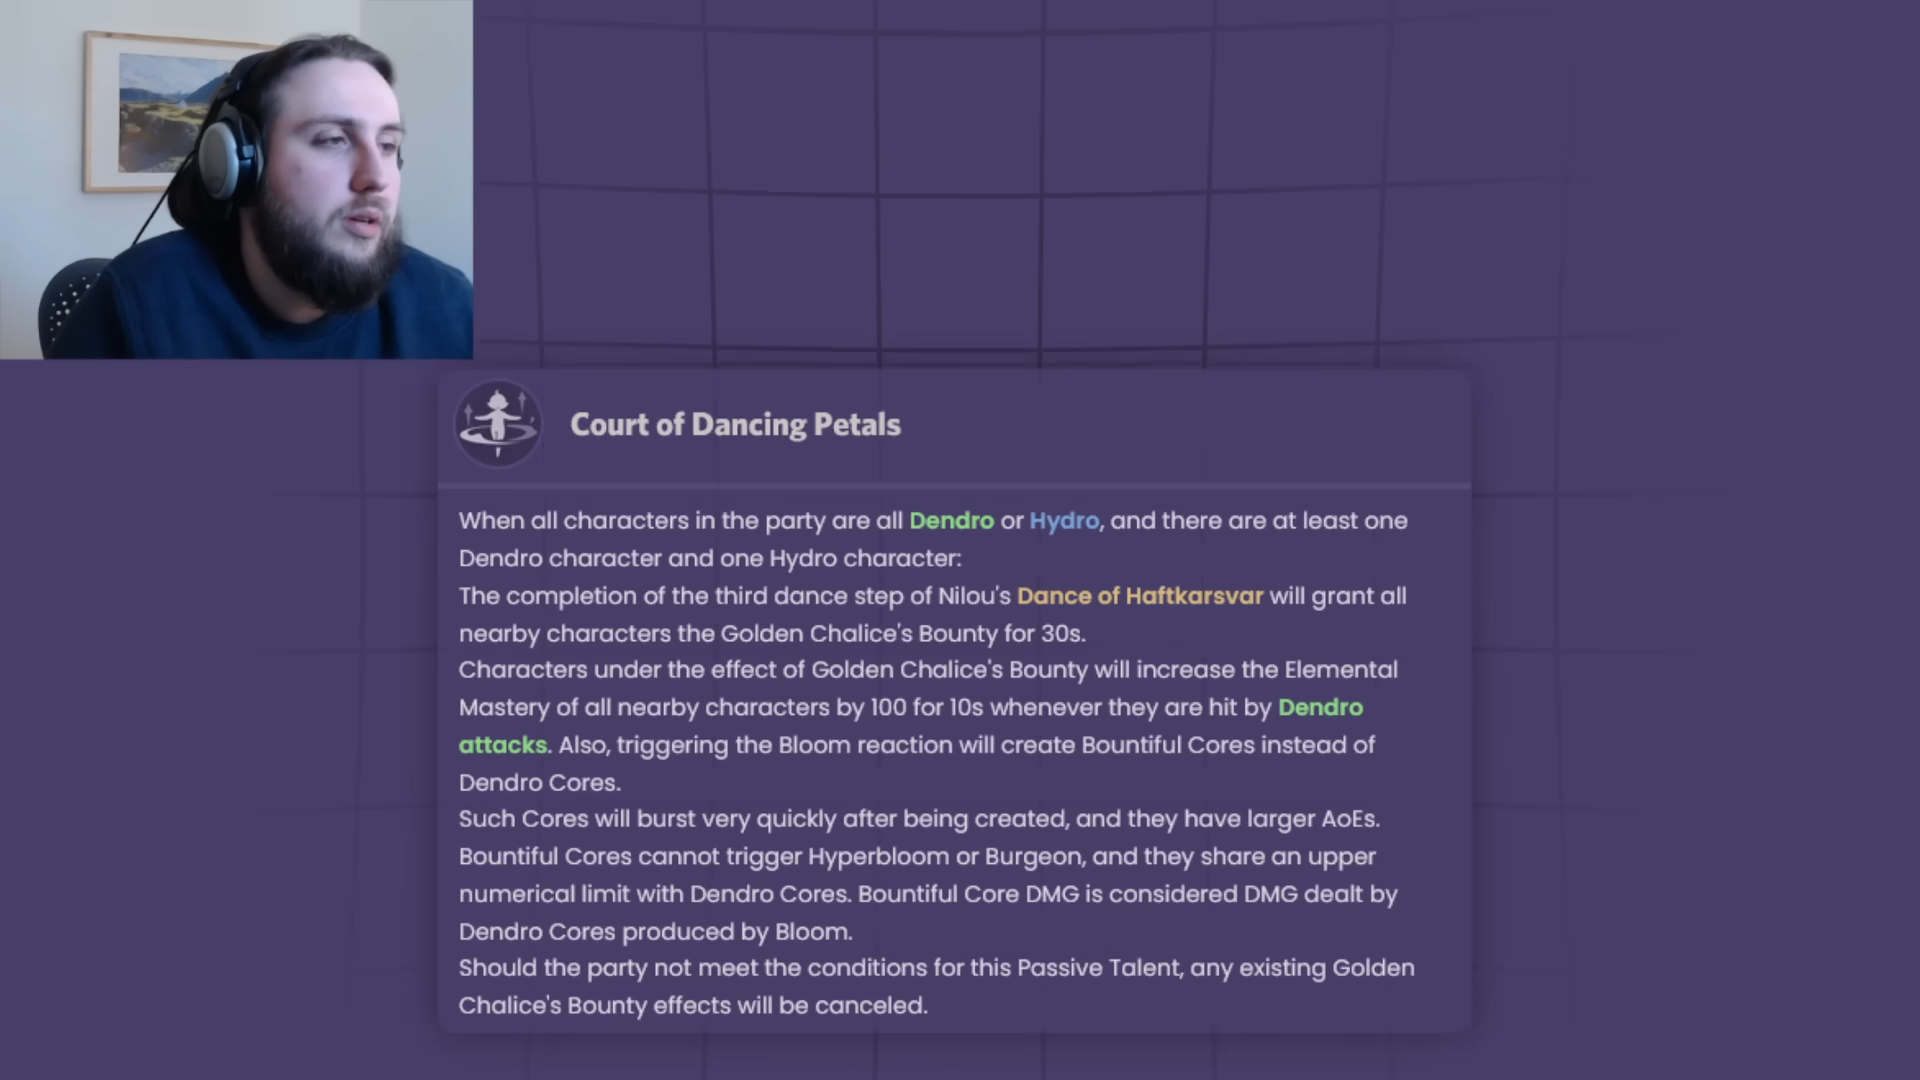 Court of Dancing Petals
When all characters in the party are all Dendro or Hydro, and there are at least one
Dendro character and one Hydro character:
The completion of the third dance step of Nilou's Dance of Haftkarsvar will grant all
nearby characters the Golden Chalice's Bounty for 30s.
Characters under the effect of Golden Chalice's Bounty will increase the Elemental
Mastery of all nearby characters by 100 for 10s whenever they are hit by Dendro
attacks. Also, triggering the Bloom reaction will create Bountiful Cores instead of
Dendro Cores.
Such Cores will burst very quickly after being created, and they have larger AoEs.
Bountiful Cores cannot trigger Hyperbloom or Burgeon, and they share an upper
numerical limit with Dendro Cores. Bountiful Core DMG is considered DMG dealt by
Dendro Cores produced by Bloom.
Should the party not meet the conditions for this Passive Talent, any existing Golden
Chalice's Bounty effects will be canceled.